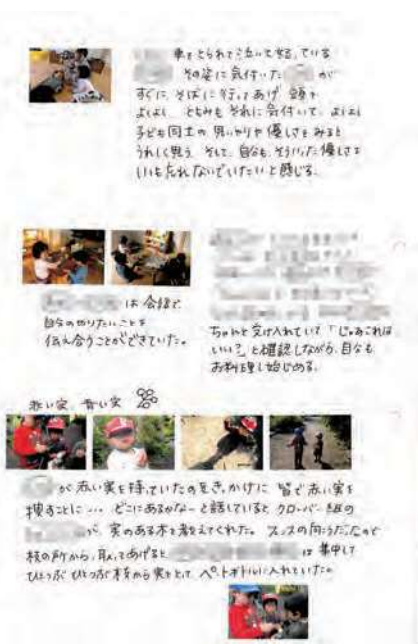 車をとられて泣いて怒っている
その姿に気付いた が
すぐに、そばに行ってあげ 頭を
よしよし ともみも それに気付いて、よしよし
子ども同士の 思いやりや優しさをみると
うれしく思う。そして、自分も、そういった優しさを
いつも忘れないでいたいと感じる。
は 会話で
自分のやりたいことを
伝え合うことができていた。
ちゃんと受け入れていて「じゃあこれは
いい?」と確認しながら、自分も
お料理し始める。
赤い実 青い実
が 赤い実を持っていたのをきっかけに 皆で赤い実を
捜すことに… どこにあるかなーと話していると クローバー組の
が、実のある木を教えてくれた。フェンスの向うだったので
枝の所から、取ってあげると は 集中して
ひとつぶ ひとつぶ 枝から実をとって ペットボトルに入れていた。